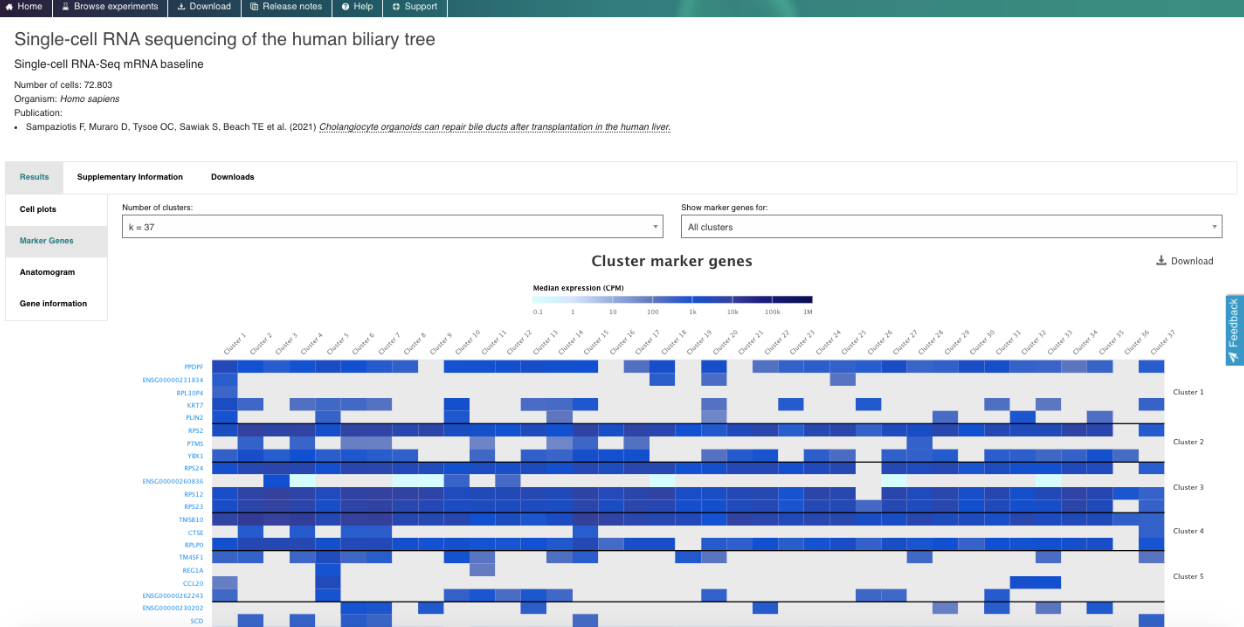 Home Browse experiments Download Release notes Help Support
Single-cell RNA sequencing of the human biliary tree
Single-cell RNA-Seq mRNA baseline
Number of cells: 72.803
Organism: Homo sapiens
Publication:
• Sampaziotis F, Muraro D, Tysoe OC, Sawiak S, Beach TE et al. (2021) Cholangiocyte organoids can repair bile ducts after transplantation in the human liver.
Results Supplementary Information Downloads
Cell plots
Marker Genes
Anatomogram
Gene information
Number of clusters: Show marker genes for:
k = 37 All clusters
Cluster marker genes
Download
Median expression (CPM)
0.1 1 10 100 1k 10k 100k 1M
Feedback
Cluster 1 Cluster 2 Cluster 3 Cluster 4 Cluster 5 Cluster 6 Cluster 7 Cluster 8 Cluster 9 Cluster 10 Cluster 11 Cluster 12 Cluster 13 Cluster 14 Cluster 15 Cluster 16 Cluster 17 Cluster 18 Cluster 19 Cluster 20 Cluster 21 Cluster 22 Cluster 23 Cluster 24 Cluster 25 Cluster 26 Cluster 27 Cluster 28 Cluster 29 Cluster 30 Cluster 31 Cluster 32 Cluster 33 Cluster 34 Cluster 35 Cluster 36 Cluster 37
PPDPF
ENSG00000231834
RPL30P4 Cluster 1
KRT7
PLIN2
RPS2
PTMS Cluster 2
YBX1
RPS24
ENSG00000260836
RPS12 Cluster 3
RPS23
TMSB10
CTSE Cluster 4
RPLP0
TM4SF1
REG1A
CCL20 Cluster 5
ENSG00000262243
ENSG00000230202
SCD